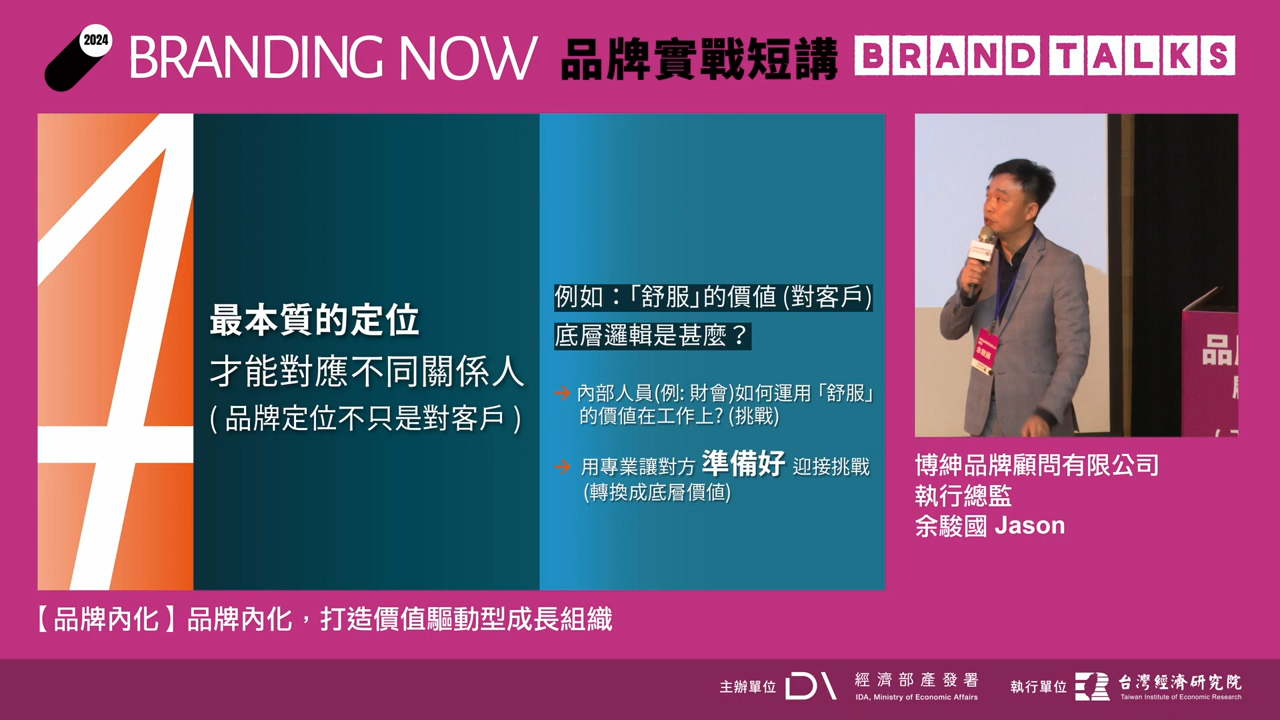 2024
BRANDING NOW 品牌實戰短講 BRAND TALKS
4
最本質的定位
才能對應不同關係人
( 品牌定位不只是對客戶 )
例如：「舒服」的價值 (對客戶)
底層邏輯是甚麼？
→ 內部人員(例: 財會)如何運用「舒服」
的價值在工作上? (挑戰)
→ 用專業讓對方 準備好 迎接挑戰
(轉換成底層價值)
博紳品牌顧問有限公司
執行總監
余駿國 Jason
【品牌內化】品牌內化，打造價值驅動型成長組織
主辦單位 IDA 經濟部產發署
IDA, Ministry of Economic Affairs
執行單位 台灣經濟研究院
Taiwan Institute of Economic Research